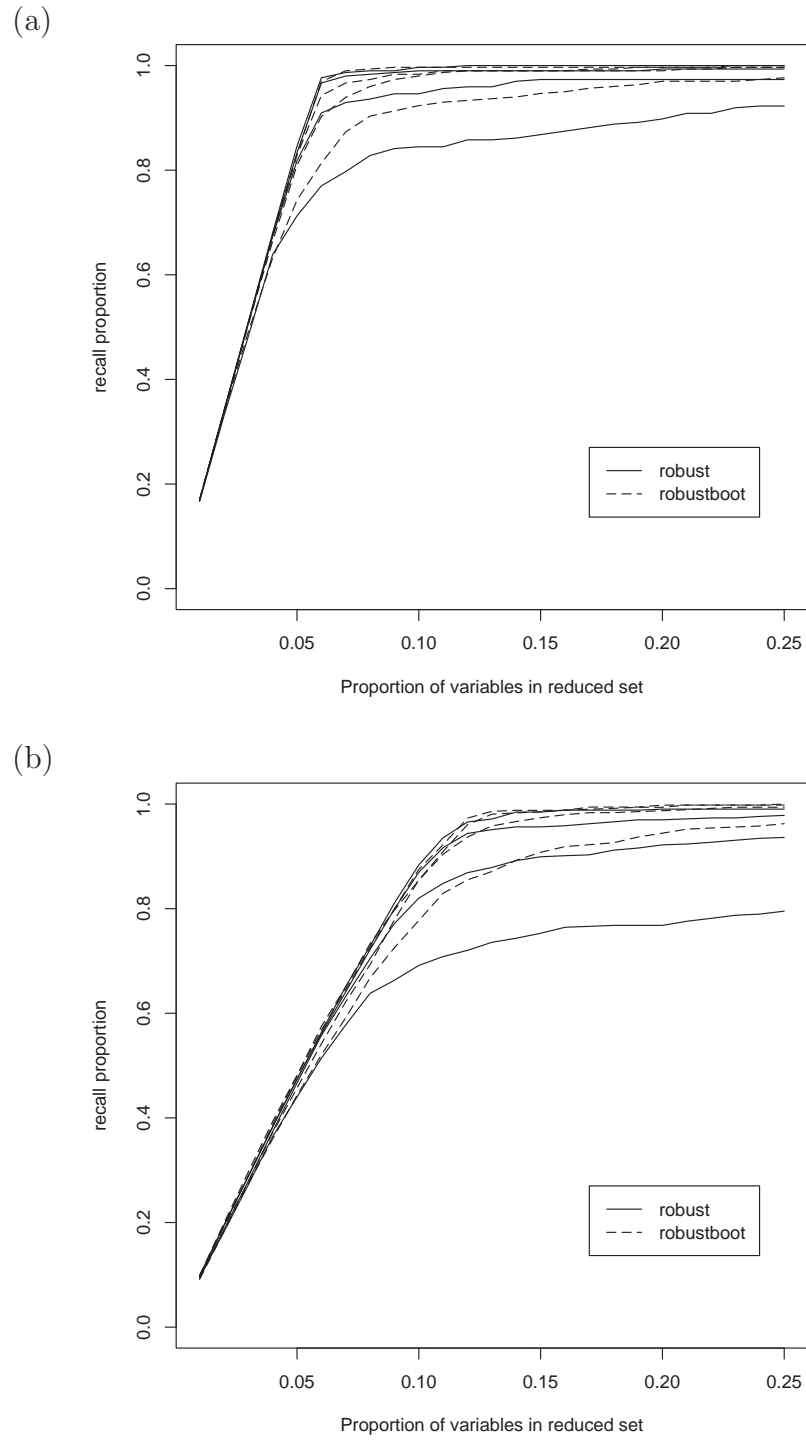 (a)
recall proportion
1.0
0.8
0.6
0.4
0.2
0.0
robust
robustboot
0.05 0.10 0.15 0.20 0.25
Proportion of variables in reduced set
(b)
recall proportion
1.0
0.8
0.6
0.4
0.2
0.0
robust
robustboot
0.05 0.10 0.15 0.20 0.25
Proportion of variables in reduced set